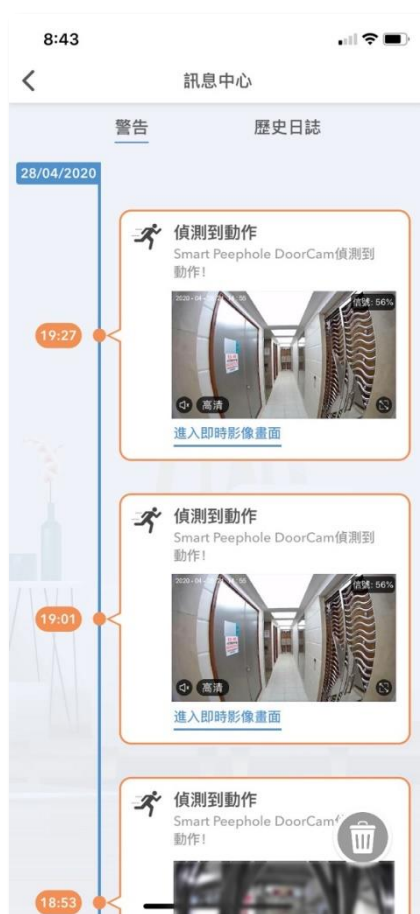 8:43
訊息中心
警告
歷史日誌
28/04/2020
偵測到動作
Smart Peephole DoorCam偵測到
動作!
19:27
信號: 56%
高清
進入即時影像畫面
偵測到動作
Smart Peephole DoorCam偵測到
動作!
19:01
信號: 56%
高清
進入即時影像畫面
偵測到動作
Smart Peephole DoorCam
動作!
18:53